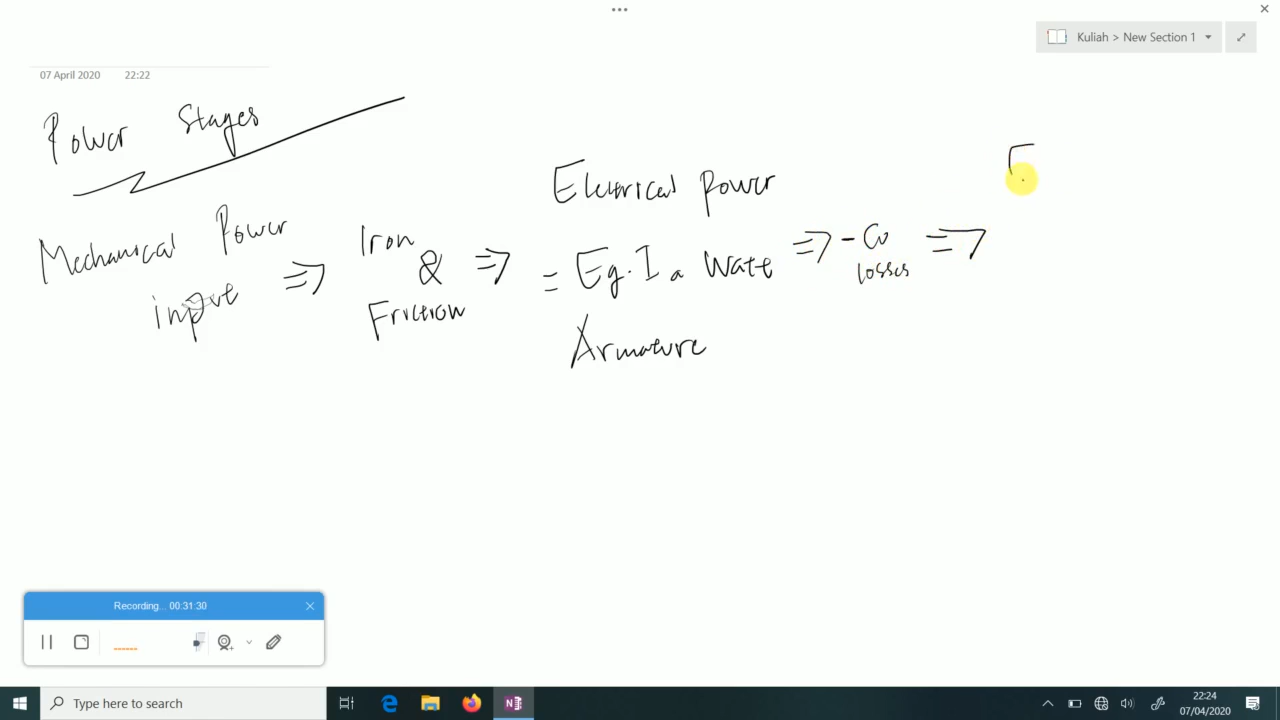 Kuliah > New Section 1
07 April 2020 22:22
Power Stages
Mechanical Power
input
Iron
&
Friction
Electrical Power
= Eg. Ia Watt
Armature
- Cu
losses
Recording... 00:31:30
Type here to search
22:24
07/04/2020